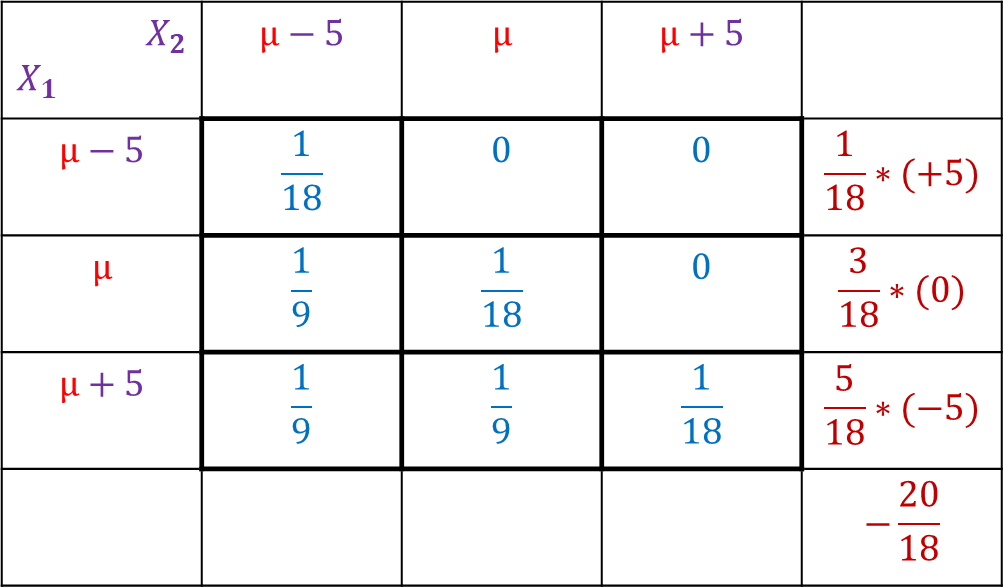 X₂ μ − 5 μ μ + 5
X₁
μ − 5 1/18 0 0 1/18 * (+5)
μ 1/9 1/18 0 3/18 * (0)
μ + 5 1/9 1/9 1/18 5/18 * (−5)
− 20/18